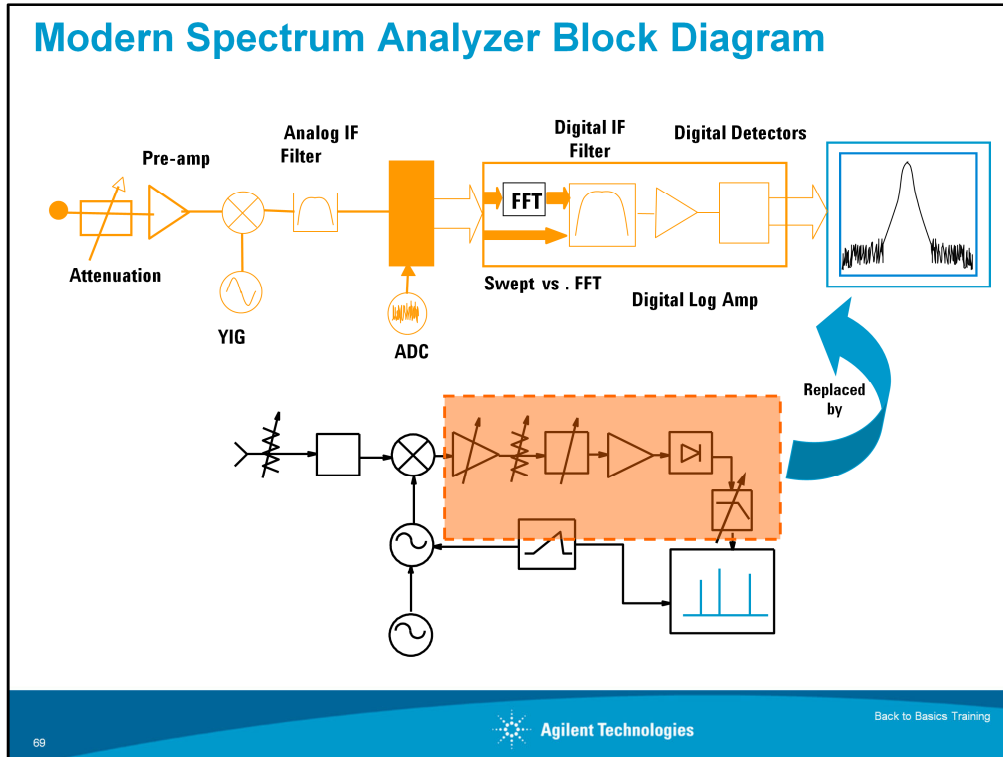 Modern Spectrum Analyzer Block Diagram
Pre-amp
Analog IF
Filter
Digital IF
Filter
Digital Detectors
FFT
Attenuation
YIG
ADC
Swept vs . FFT
Digital Log Amp
Replaced
by
69
Agilent Technologies
Back to Basics Training